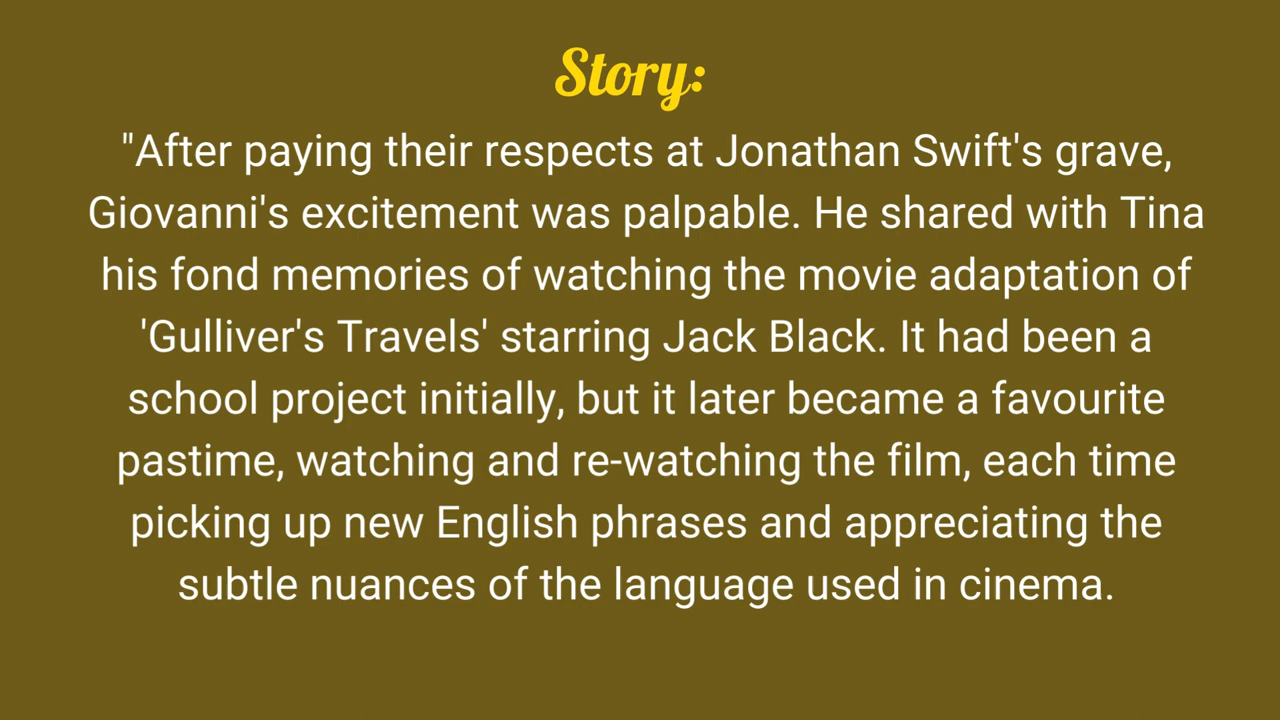 Story:
"After paying their respects at Jonathan Swift's grave,
Giovanni's excitement was palpable. He shared with Tina
his fond memories of watching the movie adaptation of
'Gulliver's Travels' starring Jack Black. It had been a
school project initially, but it later became a favourite
pastime, watching and re-watching the film, each time
picking up new English phrases and appreciating the
subtle nuances of the language used in cinema.